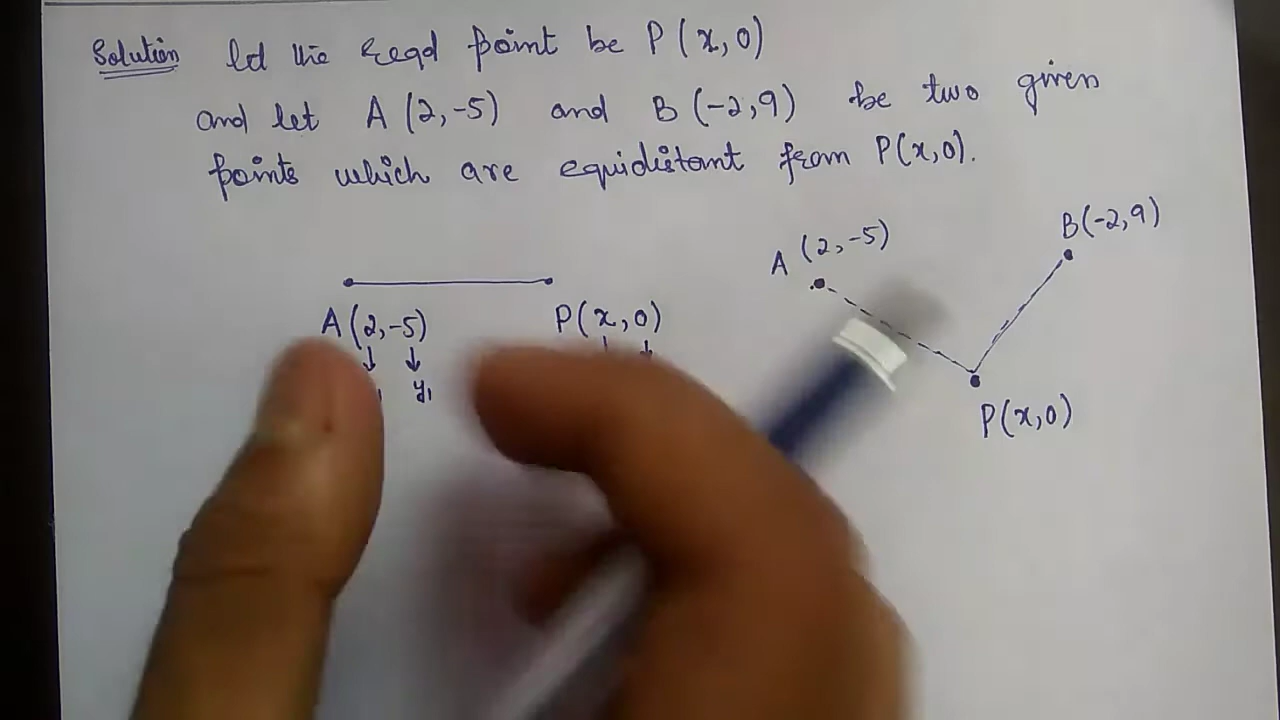 Solution let the reqd point be P(x,0)
and let A(2,-5) and B(-2,9) be two given
points which are equidistant from P(x,0).
A (2,-5)
B(-2,9)
A(2,-5)
P(x,0)
↓ ↓
y₁
P(x,0)